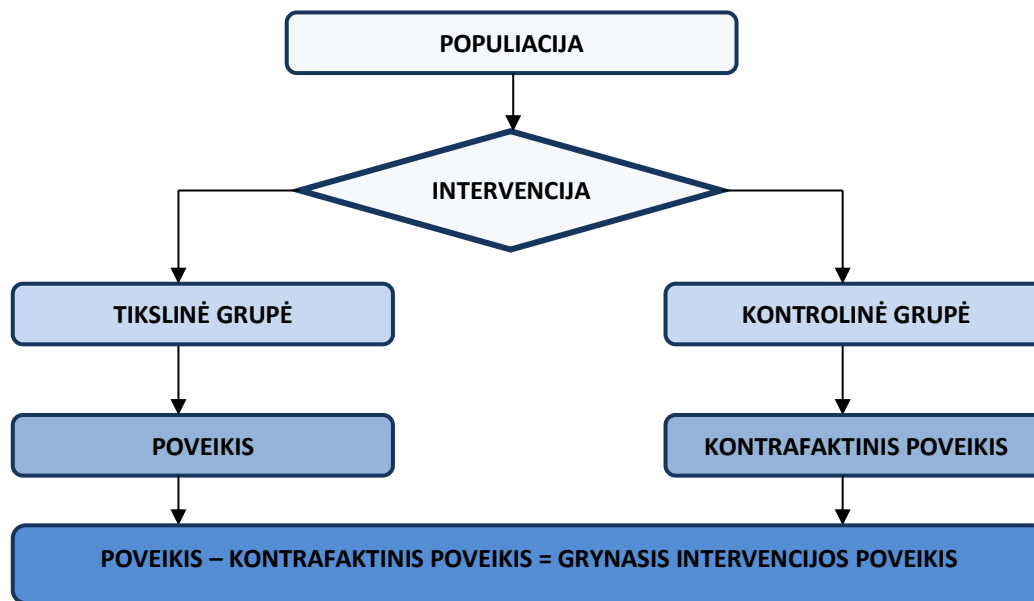 POPULIACIJA
INTERVENCIJA
TIKSLINĖ GRUPĖ
KONTROLINĖ GRUPĖ
POVEIKIS
KONTRAFAKTINIS POVEIKIS
POVEIKIS – KONTRAFAKTINIS POVEIKIS = GRYNASIS INTERVENCIJOS POVEIKIS